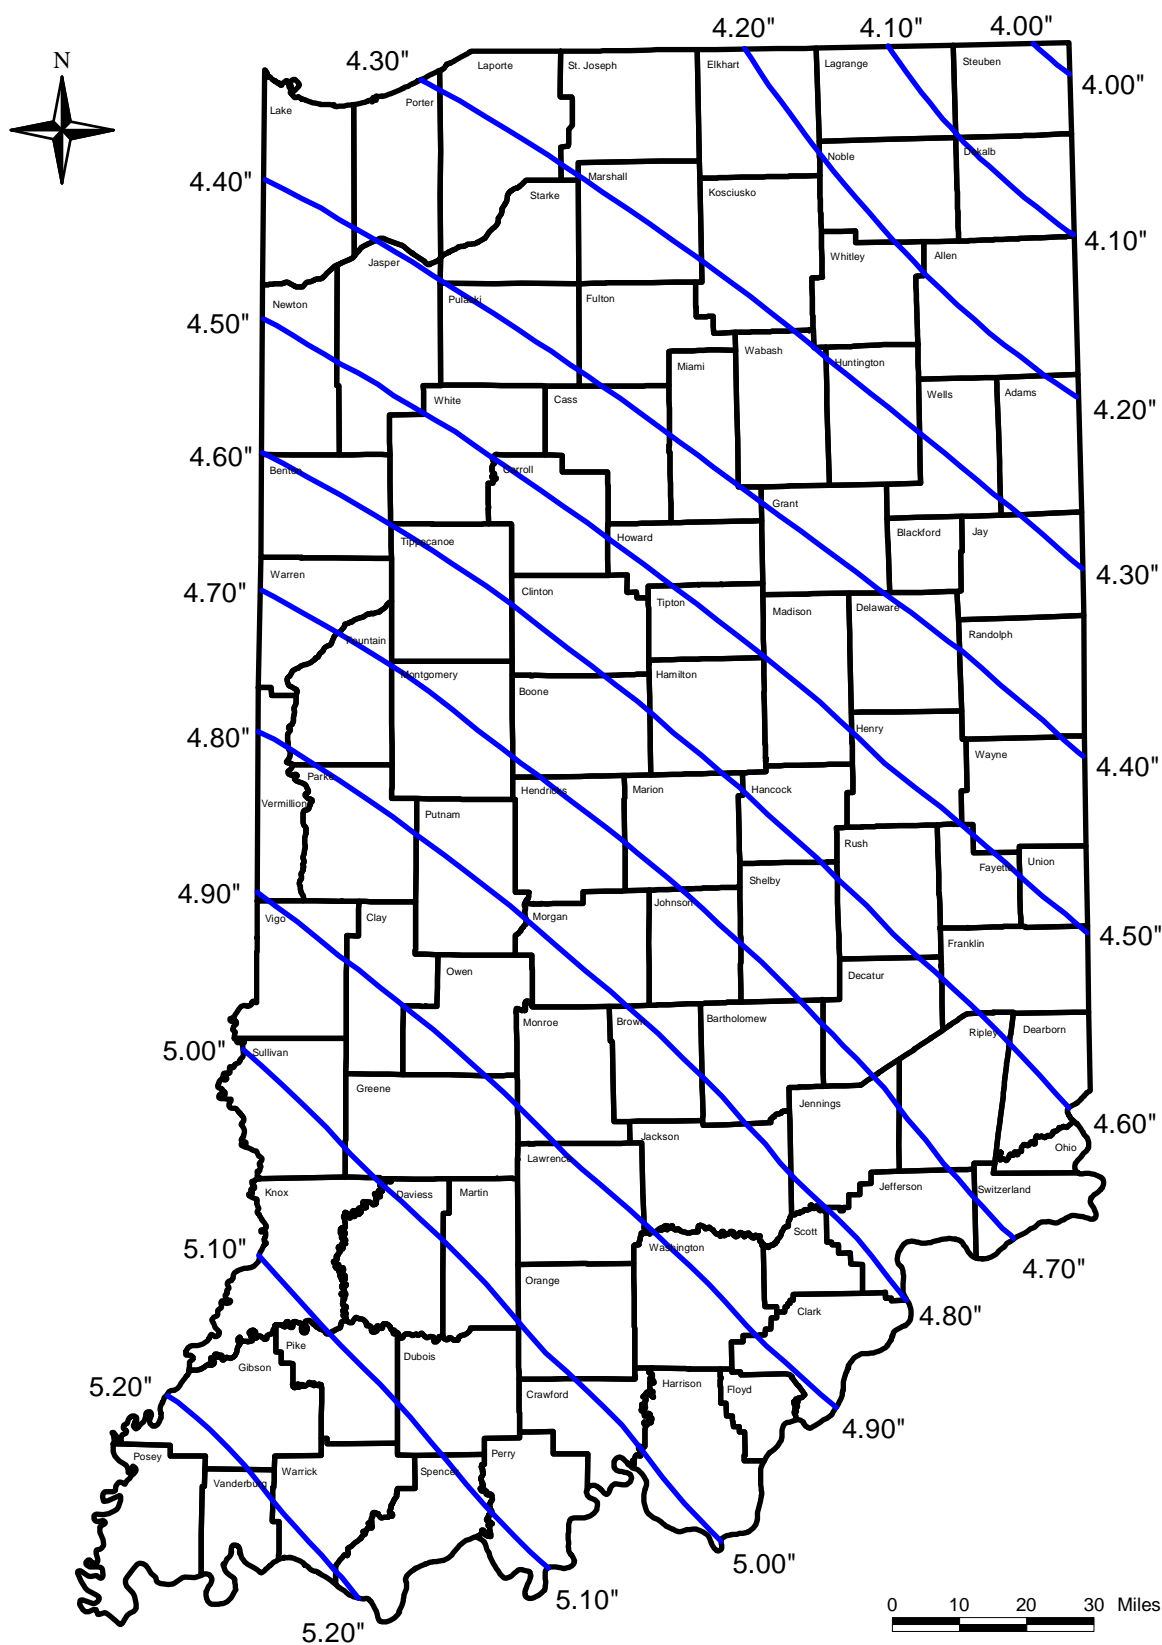 4.20" 4.10" 4.00"
N
4.30" Laporte St. Joseph Elkhart Lagrange Steuben
4.00"
Porter
Lake
Noble Dekalb
4.40" Marshall
Starke Kosciusko
4.10"
Whitley Allen
Jasper
Newton Pulaski Fulton
4.50"
Wabash
Miami Huntington
Wells Adams
White Cass
4.20"
4.60"
Benton Carroll
Grant
Blackford Jay
Tippecanoe Howard
Warren 4.30"
4.70" Clinton
Tipton Madison Delaware
Fountain Randolph
Montgomery Hamilton
Boone
4.80" Henry
Wayne
4.40"
Parke
Hendricks Marion Hancock
Vermillion
Putnam
Rush
Union
Fayette
4.90" Shelby
Johnson
Vigo Clay Morgan
4.50"
Franklin
Owen Decatur
Monroe Brown Bartholomew
Ripley Dearborn
5.00" Sullivan
Greene
Jennings
4.60"
Jackson
Ohio
Lawrence
Knox Daviess Martin Jefferson Switzerland
Scott
5.10" Washington
4.70"
Orange
Clark
4.80"
Pike
Gibson Dubois
5.20" Harrison Floyd
Crawford
4.90"
Posey Perry
Vanderburg Warrick Spencer
5.00"
5.10"
5.20"
0 10 20 30 Miles